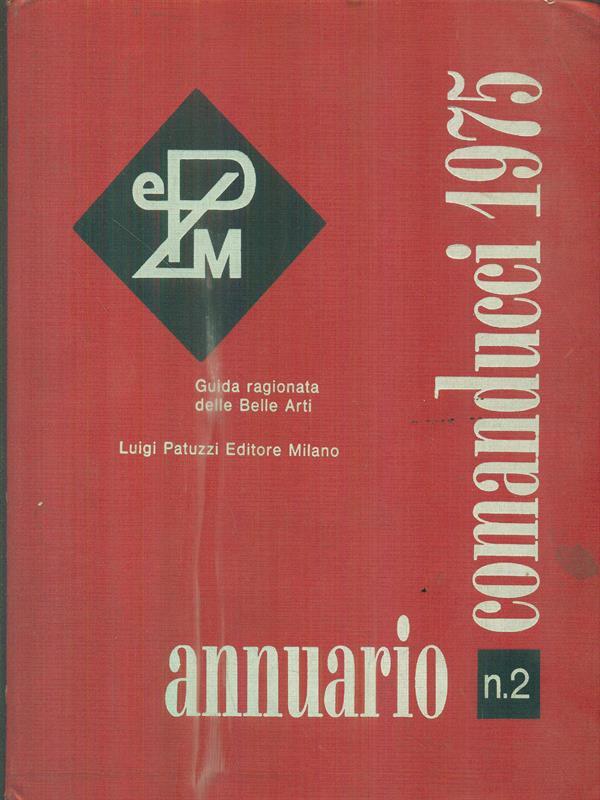 ePLM
Guida ragionata
delle Belle Arti
Luigi Patuzzi Editore Milano
annuario
comanducci 1975
n.2